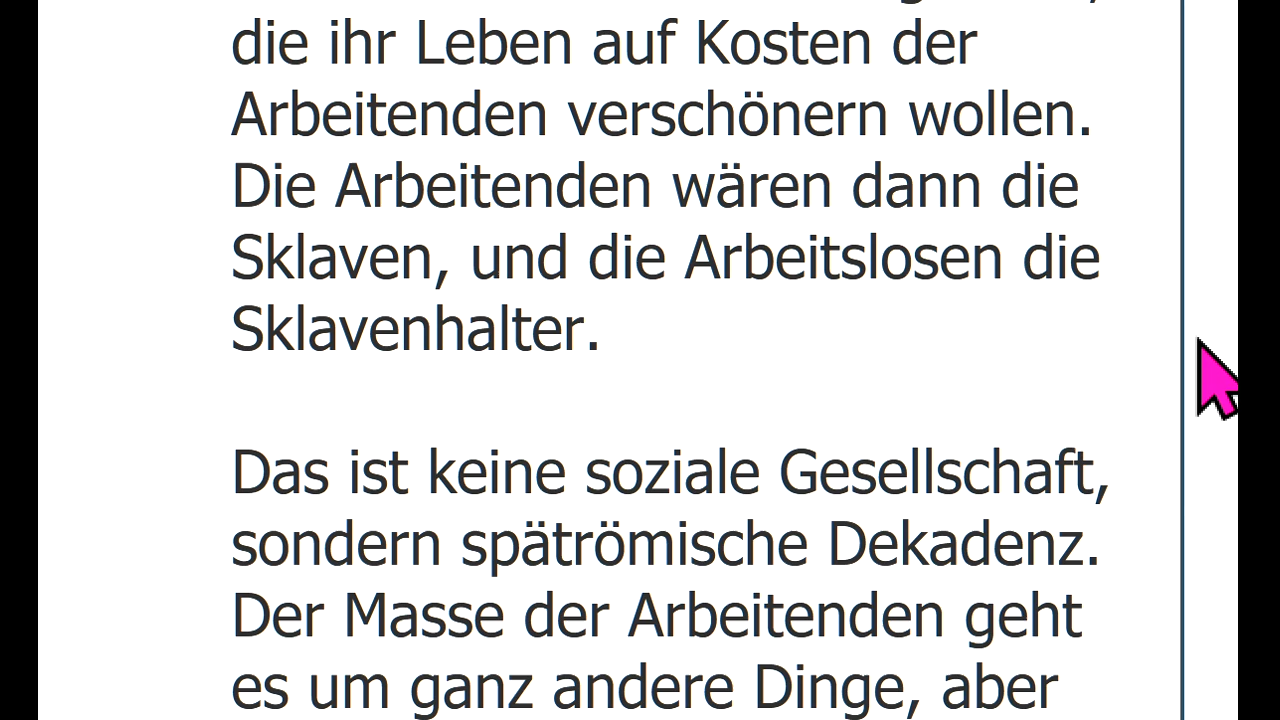 die ihr Leben auf Kosten der
Arbeitenden verschönern wollen.
Die Arbeitenden wären dann die
Sklaven, und die Arbeitslosen die
Sklavenhalter.
Das ist keine soziale Gesellschaft,
sondern spätrömische Dekadenz.
Der Masse der Arbeitenden geht
es um ganz andere Dinge, aber